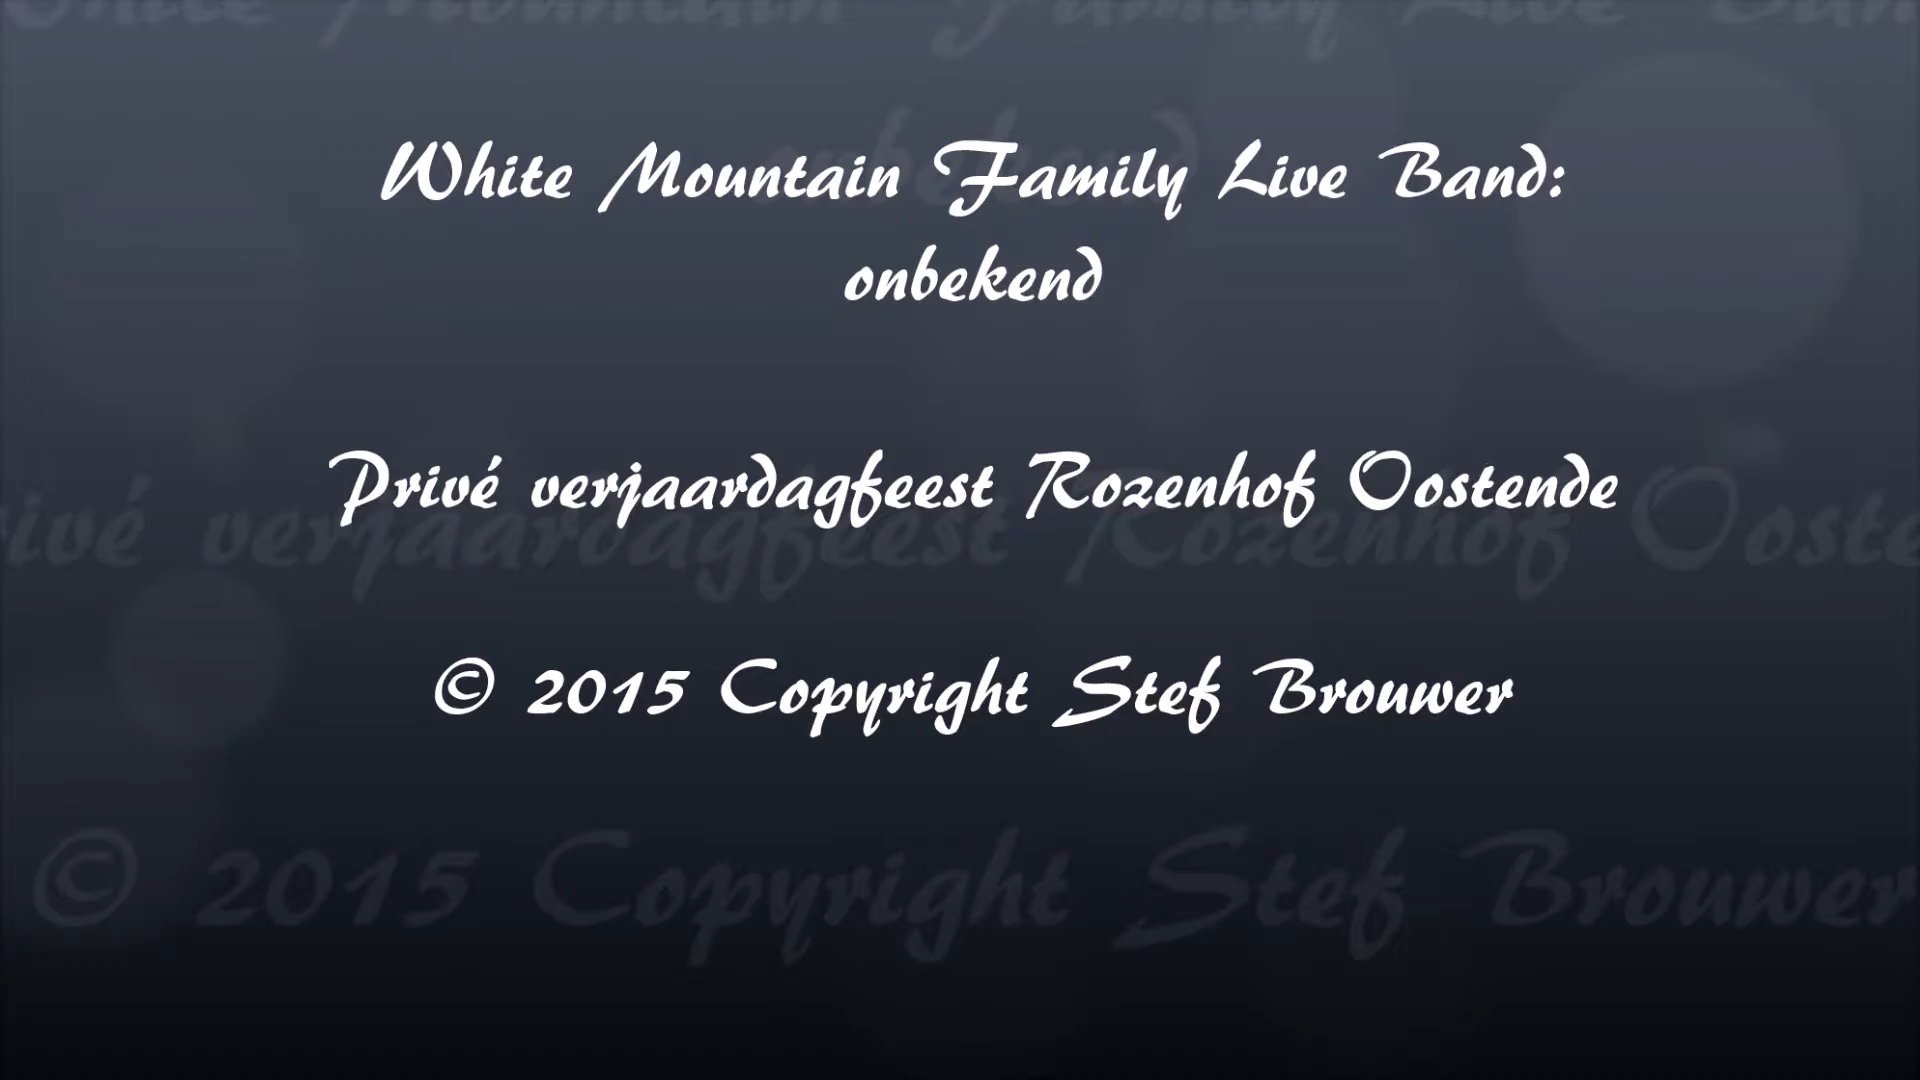 White Mountain Family Live Band:
onbekend
Privé verjaardagfeest Rozenhof Oostende
© 2015 Copyright Stef Brouwer